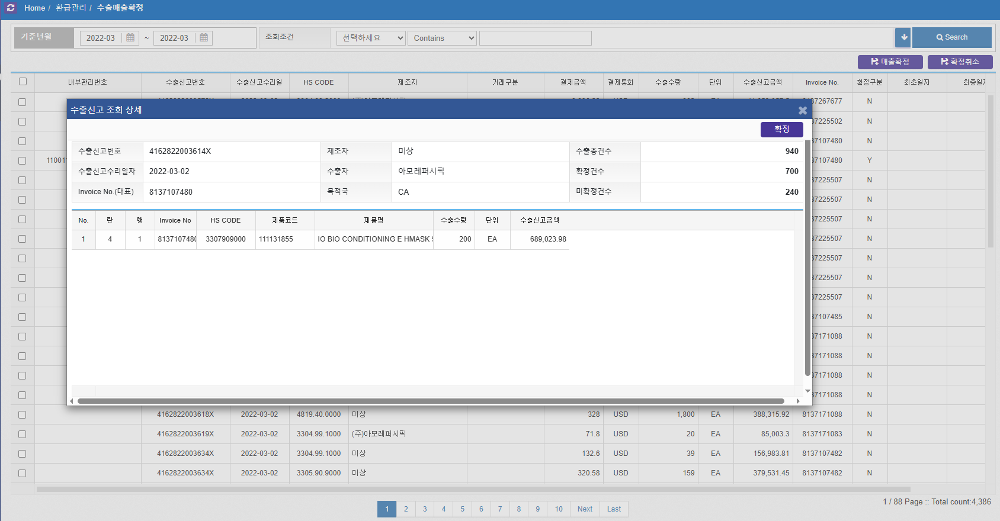 Home / 환급관리 / 수출매출확정
기준년월 2022-03 ~ 2022-03 조회조건 선택하세요 Contains Search
매출확정 확정취소
내부관리번호 수출신고번호 수출신고수리일 HS CODE 제조자 거래구분 결제금액 결제통화 수출수량 단위 수출신고금액 Invoice No. 확정구분 최초일자 최종일자
37267677 N
수출신고 조회 상세
확정
37225502 N
37107480 N
11001 37107480 Y
37225507 N
37225507 N
37225507 N
37225507 N
37225507 N
37225507 N
37225507 N
37107485 N
37171088 N
37171088 N
37171088 N
37171088 N
수출신고번호 4162822003614X 제조자 미상 수출총건수 940
수출신고수리일자 2022-03-02 수출자 아모레퍼시픽 확정건수 700
Invoice No.(대표) 8137107480 목적국 CA 미확정건수 240
No. 란 행 Invoice No HS CODE 제품코드 제품명 수출수량 단위 수출신고금액
1 4 1 8137107480 3307909000 111131855 IO BIO CONDITIONING E HMASK 200 EA 689,023.98
4162822003618X 2022-03-02 4819.40.0000 미상 328 USD 1,800 EA 388,315.92 8137171088 N
4162822003619X 2022-03-02 3304.99.1000 (주)아모레퍼시픽 71.8 USD 20 EA 85,003.3 8137171083 N
4162822003634X 2022-03-02 3304.99.1000 미상 132.6 USD 39 EA 156,983.81 8137107482 N
4162822003634X 2022-03-02 3305.90.9000 미상 320.58 USD 159 EA 379,531.45 8137107482 N
1 2 3 4 5 6 7 8 9 10 Next Last
1 / 88 Page :: Total count:4,386